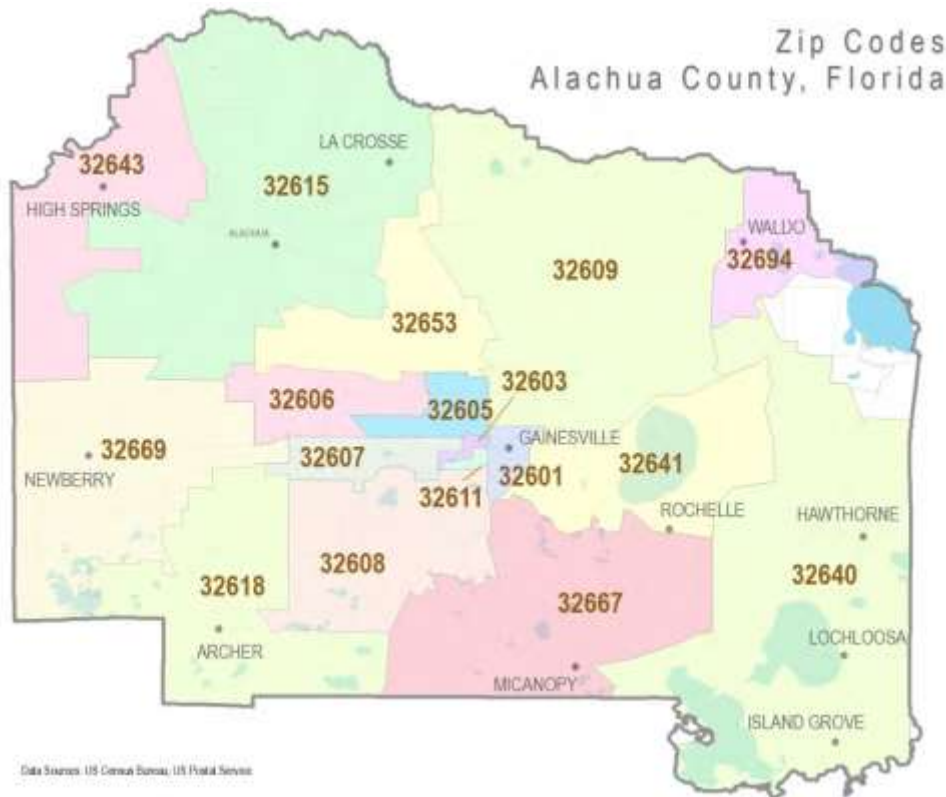 Zip Codes
Alachua County, Florida
LA CROSSE
32643
32615
HIGH SPRINGS
WALDO
ALACHUA
32694
32609
32653
32603
32606
32605
GAINESVILLE
32669
32607
32641
32601
NEWBERRY
32611
ROCHELLE
HAWTHORNE
32608
32640
32618
32667
LOCHLOOSA
ARCHER
MICANOPY
ISLAND GROVE
Data Sources: US Census Bureau, US Postal Service